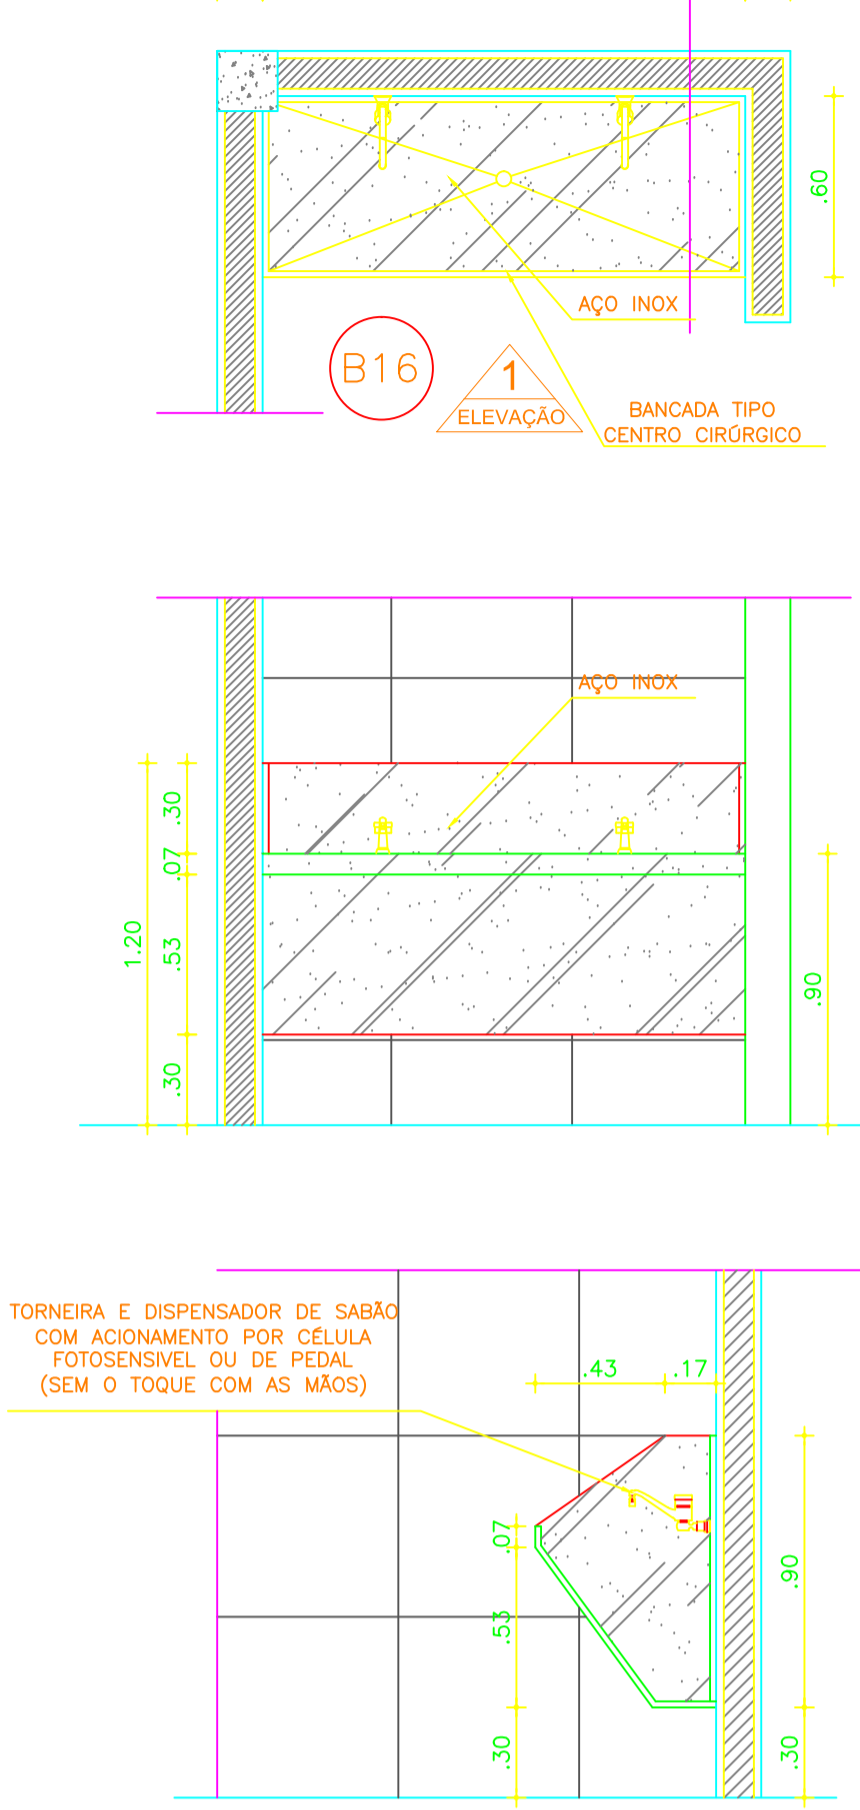 .60
AÇO INOX
B16
1
ELEVAÇÃO
BANCADA TIPO
CENTRO CIRÚRGICO
AÇO INOX
.30
.07
1.20
.53
.90
.30
TORNEIRA E DISPENSADOR DE SABÃO
COM ACIONAMENTO POR CÉLULA
FOTOSENSIVEL OU DE PEDAL
(SEM O TOQUE COM AS MÃOS)
.43
.17
.07
.90
.53
.30
.30